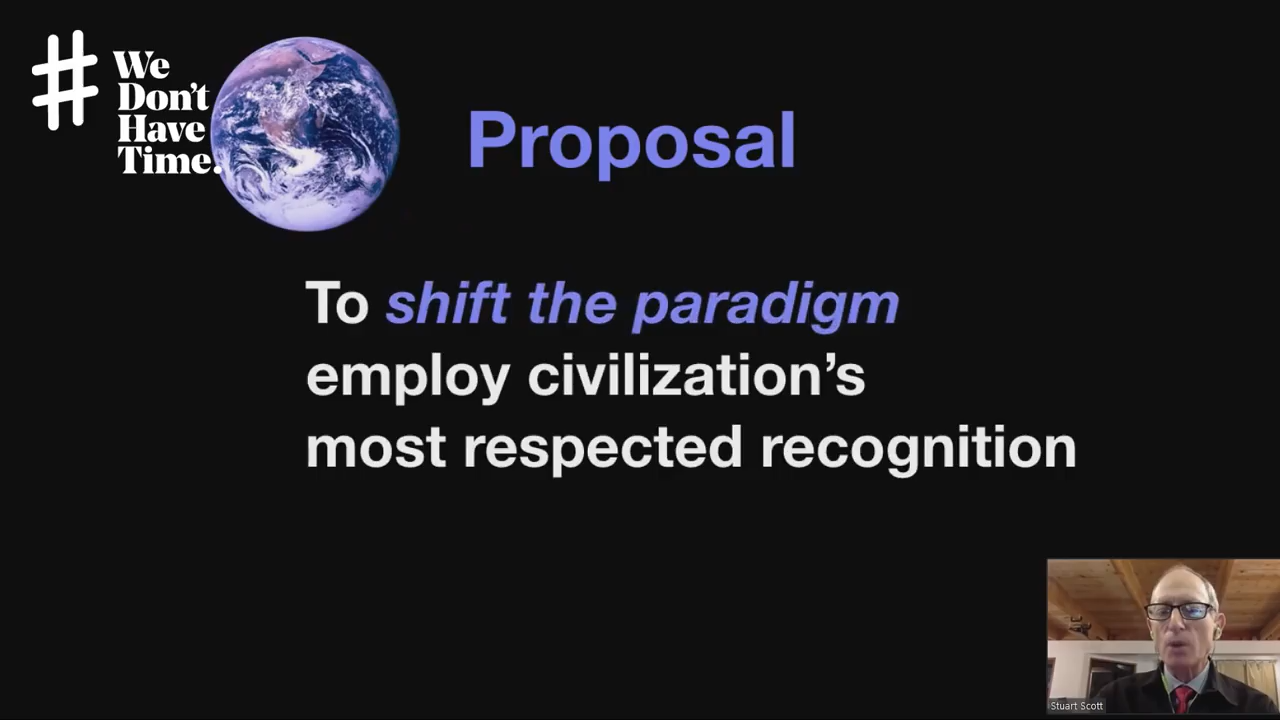 #
We
Don't
Have
Time.
Proposal
To shift the paradigm
employ civilization’s
most respected recognition
Stuart Scott